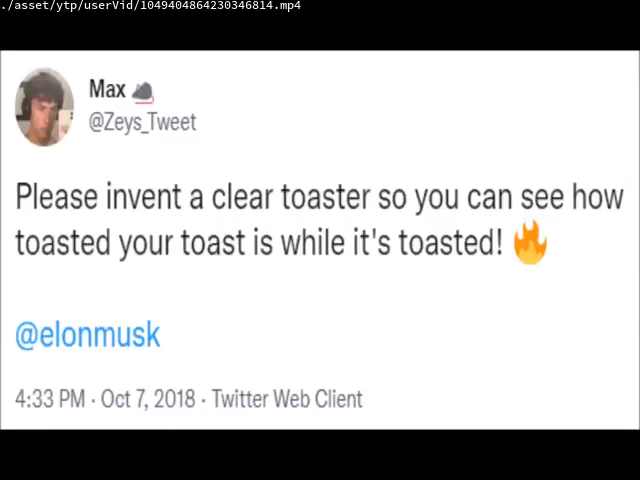 ./asset/ytp/userVid/1049404864230346814.mp4
Max
@Zeys_Tweet
Please invent a clear toaster so you can see how
toasted your toast is while it's toasted! 🔥
@elonmusk
4:33 PM · Oct 7, 2018 · Twitter Web Client